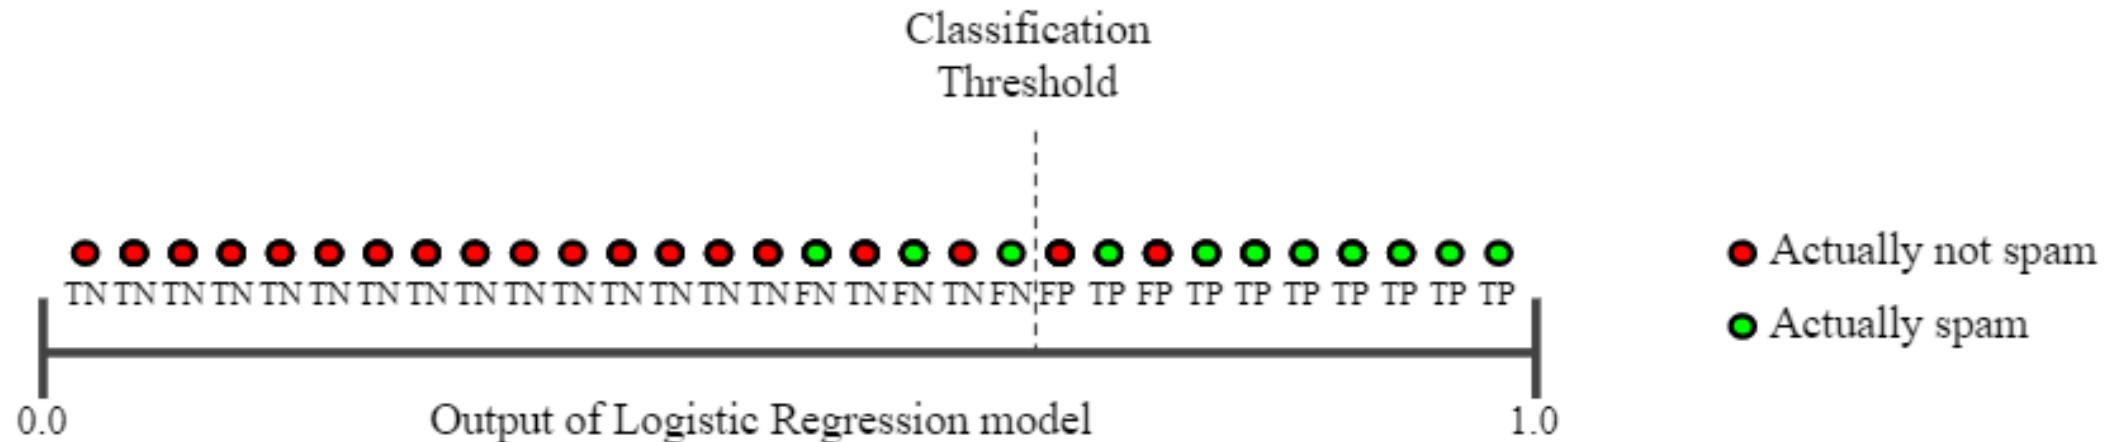 Classification
Threshold
Actually not spam
TN TN TN TN TN TN TN TN TN TN TN TN TN TN TN FN TN FN TN FN FP TP FP TP TP TP TP TP TP TP
Actually spam
0.0 Output of Logistic Regression model 1.0